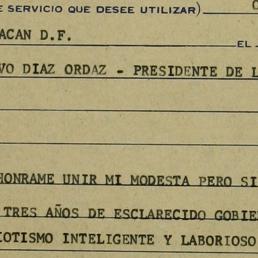 E SERVICIO QUE DESEE UTILIZAR)
ACAN D.F.
EL
VO DIAZ ORDAZ - PRESIDENTE DE L
HONRAME UNIR MI MODESTA PERO SI
TRES AÑOS DE ESCLARECIDO GOBIE
IOTISMO INTELIGENTE Y LABORIOSO